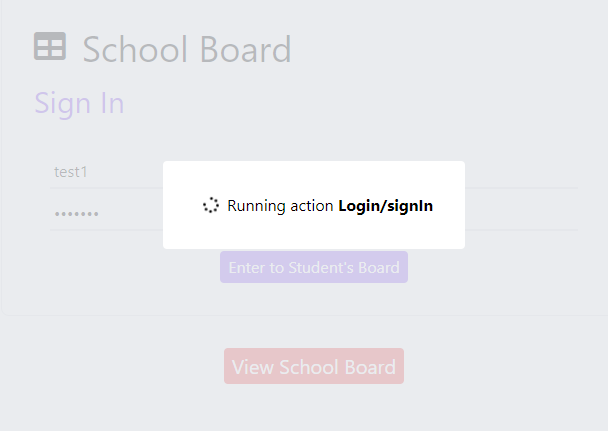 School Board
Sign In
test1
•••••••
Running action Login/signIn
Enter to Student's Board
View School Board